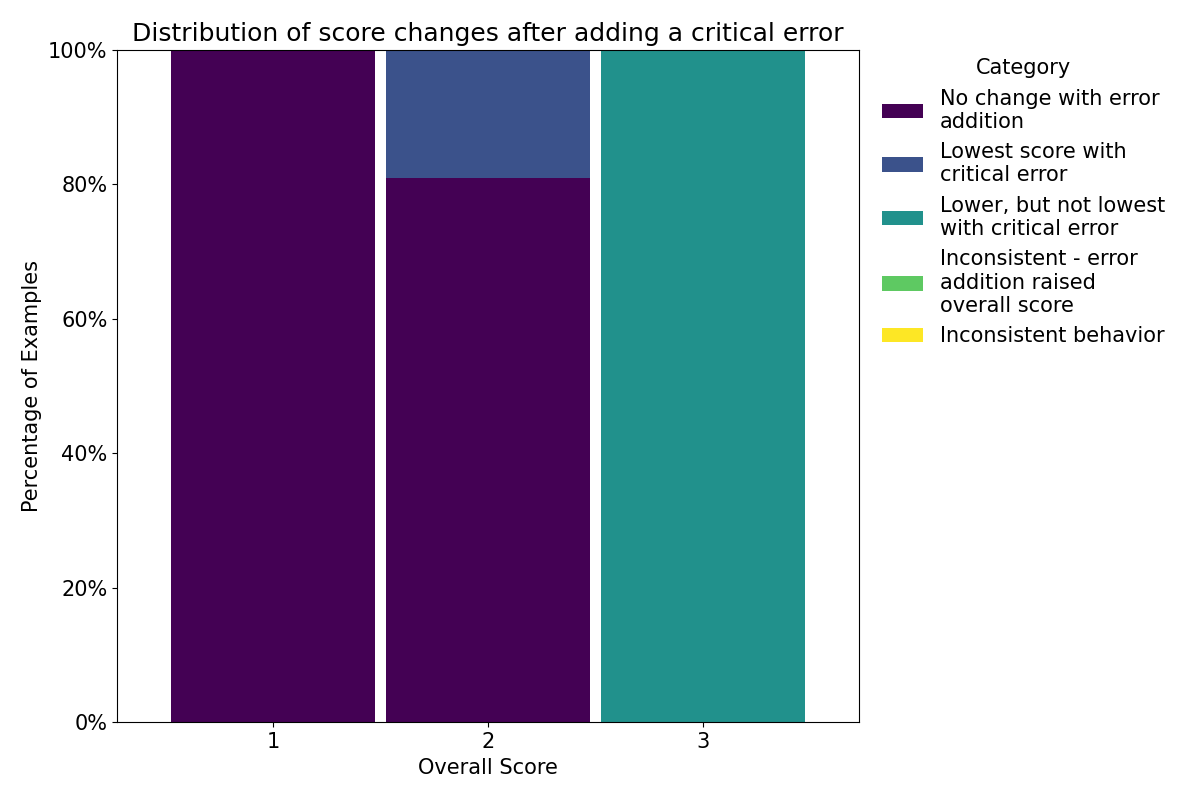 Distribution of score changes after adding a critical error
100%
80%
60%
40%
20%
0%
Percentage of Examples
1
2
3
Overall Score
Category
No change with error
addition
Lowest score with
critical error
Lower, but not lowest
with critical error
Inconsistent - error
addition raised
overall score
Inconsistent behavior